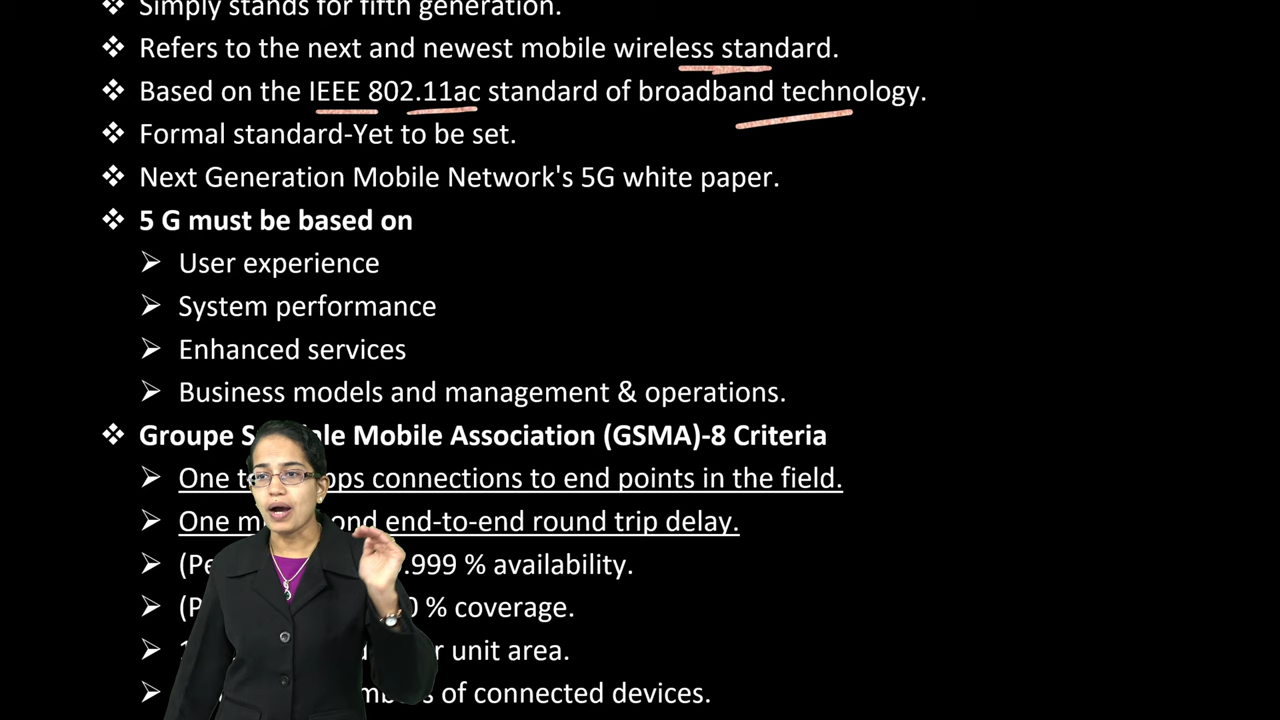 ❖ Simply stands for fifth generation.
❖ Refers to the next and newest mobile wireless standard.
❖ Based on the IEEE 802.11ac standard of broadband technology.
❖ Formal standard-Yet to be set.
❖ Next Generation Mobile Network's 5G white paper.
❖ 5 G must be based on
➢ User experience
➢ System performance
➢ Enhanced services
➢ Business models and management & operations.
❖ Groupe Mobile Association (GSMA)-8 Criteria
➢ One connections to end points in the field.
➢ One end-to-end round trip delay.
➢ .999 % availability.
➢ % coverage.
➢ unit area.
➢ of connected devices.